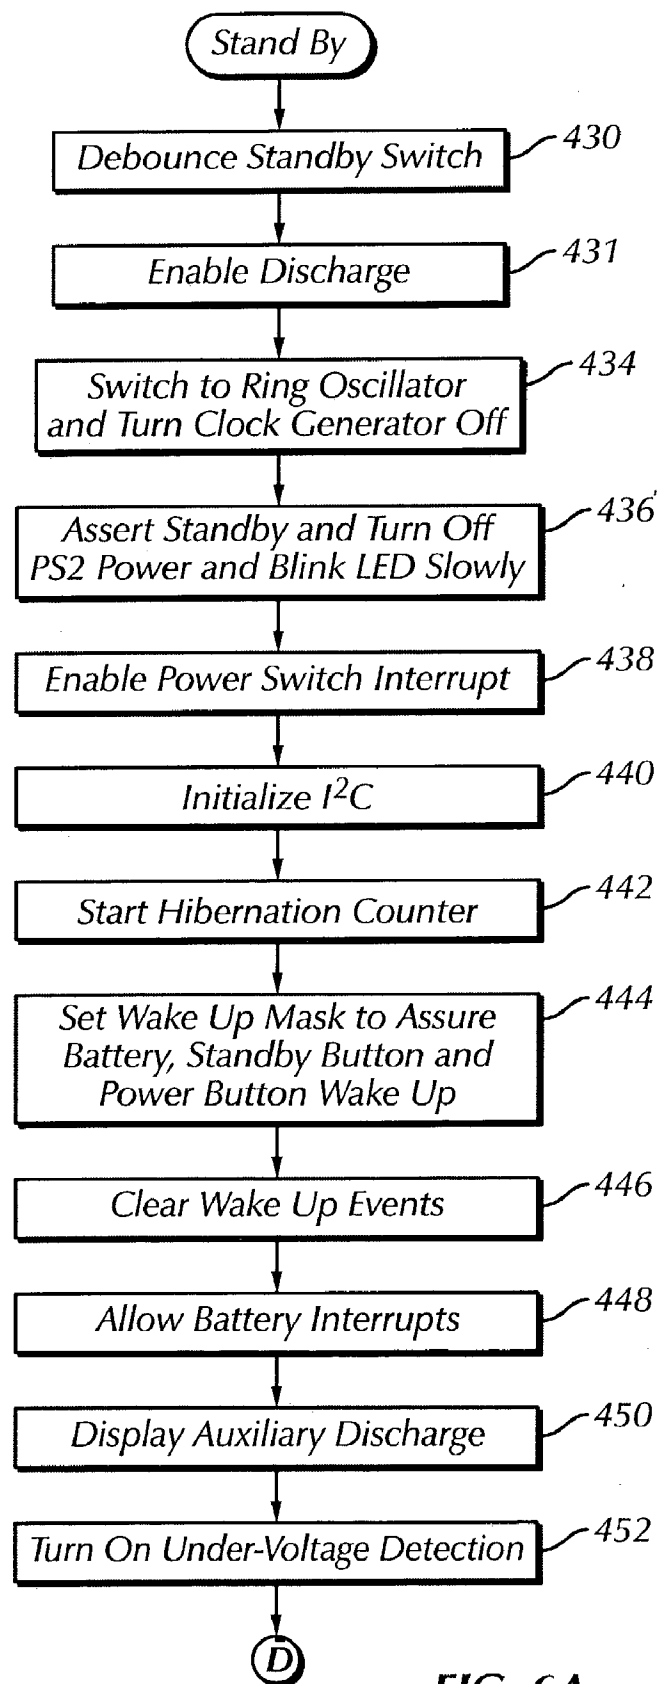 Stand By
Debounce Standby Switch
430
Enable Discharge
431
Switch to Ring Oscillator
and Turn Clock Generator Off
434
Assert Standby and Turn Off
PS2 Power and Blink LED Slowly
436
Enable Power Switch Interrupt
438
Initialize I²C
440
Start Hibernation Counter
442
Set Wake Up Mask to Assure
Battery, Standby Button and
Power Button Wake Up
444
Clear Wake Up Events
446
Allow Battery Interrupts
448
Display Auxiliary Discharge
450
Turn On Under-Voltage Detection
452
D
FIG. 6A